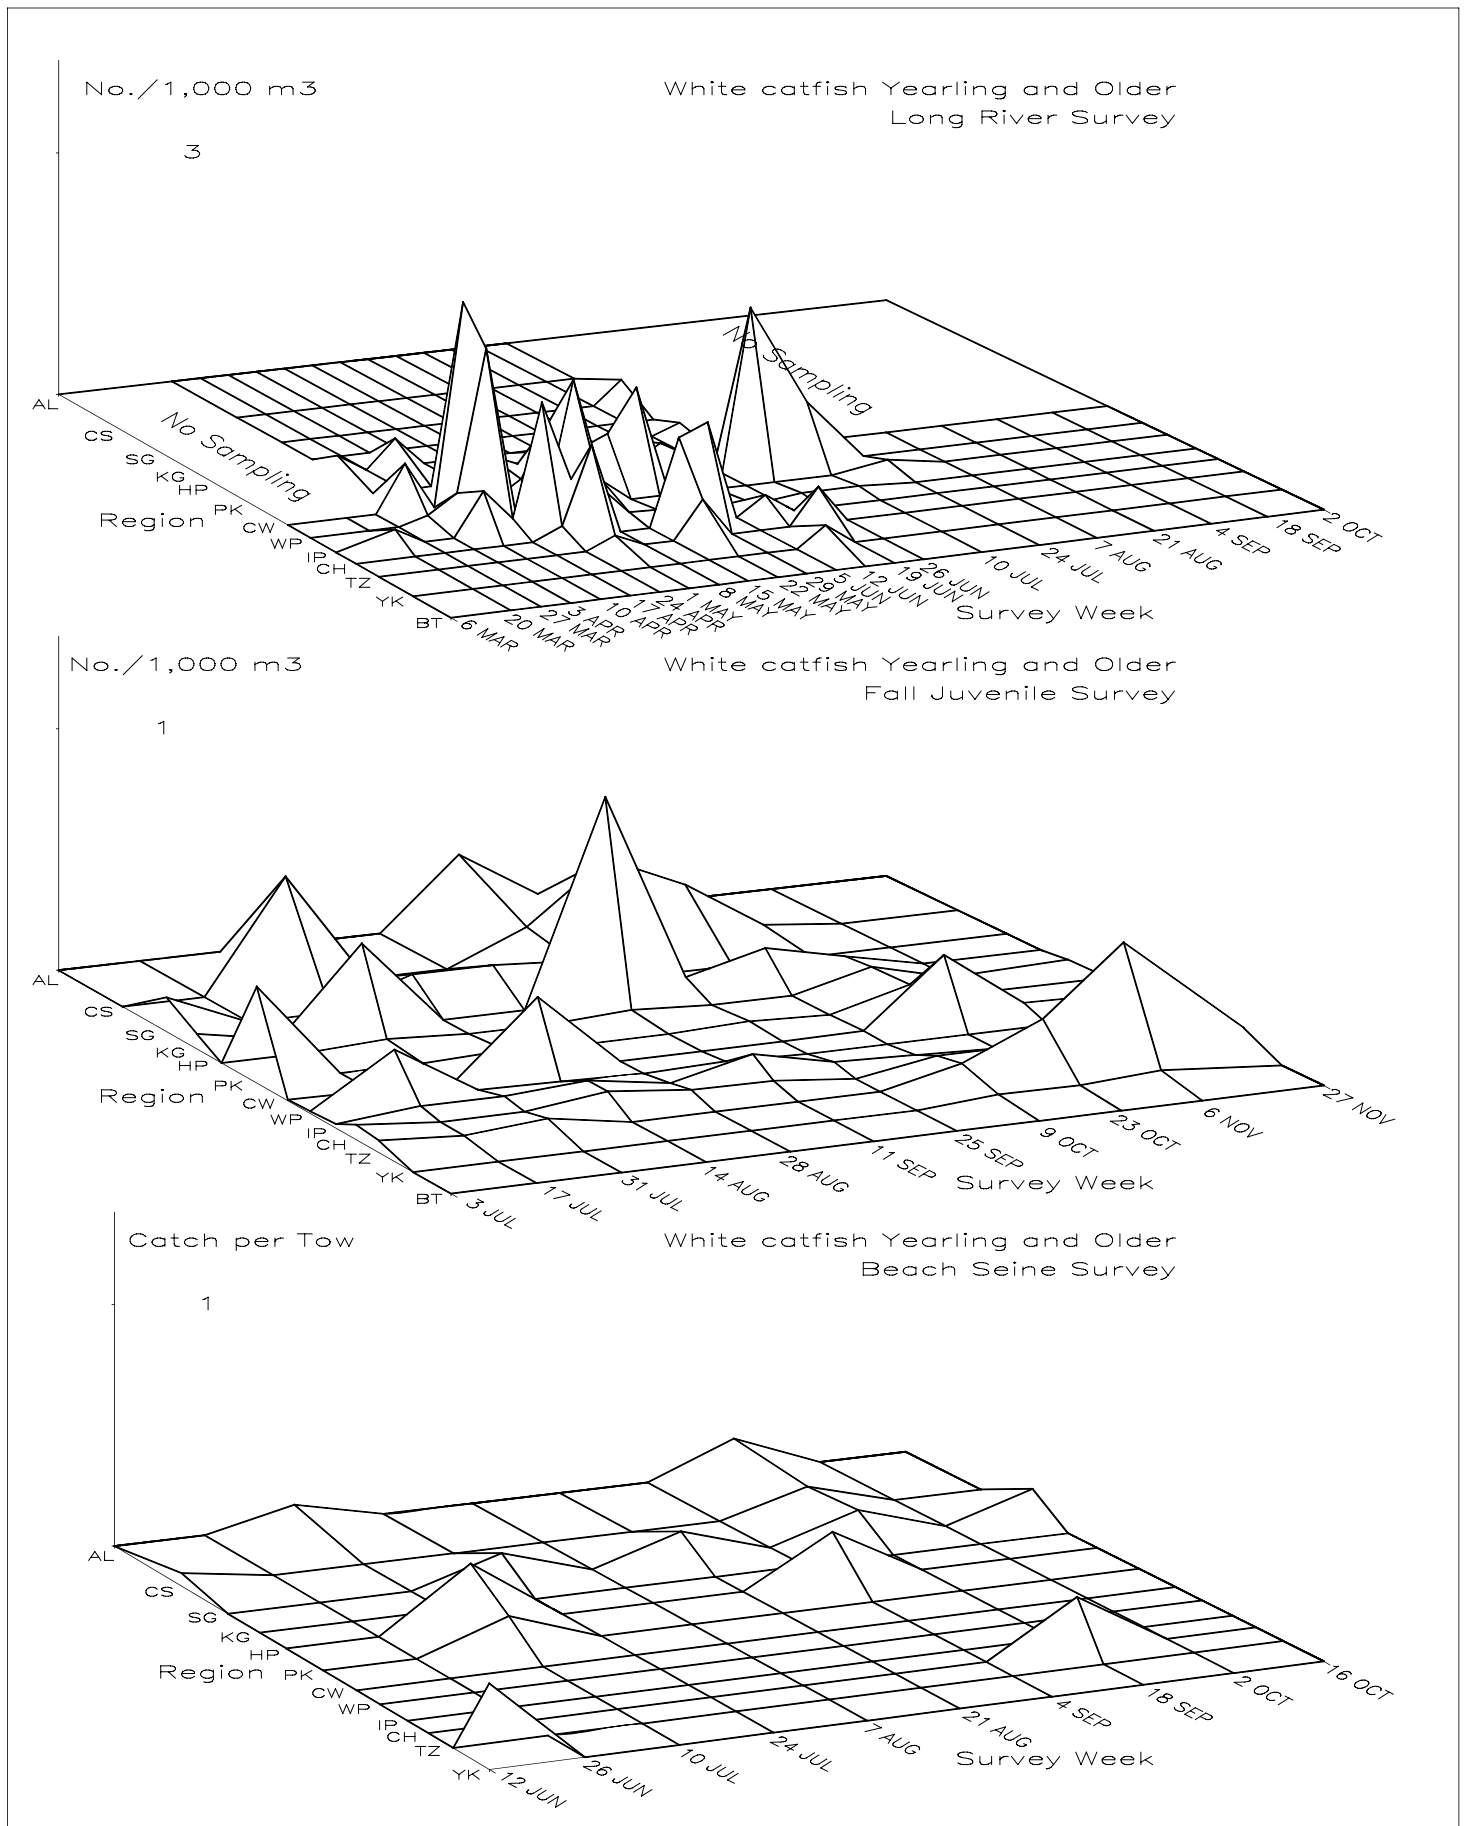 No./1,000 m3
White catfish Yearling and Older
Long River Survey
3
No Sampling
No Sampling
AL
CS
SG
KG
HP
PK
CW
WP
IP
CH
TZ
YK
BT
Region
6 MAR
20 MAR
27 MAR
3 APR
10 APR
17 APR
24 APR
1 MAY
8 MAY
15 MAY
22 MAY
29 MAY
5 JUN
12 JUN
19 JUN
26 JUN
10 JUL
24 JUL
7 AUG
21 AUG
4 SEP
18 SEP
2 OCT
Survey Week
No./1,000 m3
White catfish Yearling and Older
Fall Juvenile Survey
1
AL
CS
SG
KG
HP
PK
CW
WP
IP
CH
TZ
YK
BT
Region
3 JUL
17 JUL
31 JUL
14 AUG
28 AUG
11 SEP
25 SEP
9 OCT
23 OCT
6 NOV
27 NOV
Survey Week
Catch per Tow
White catfish Yearling and Older
Beach Seine Survey
1
AL
CS
SG
KG
HP
PK
CW
WP
IP
CH
TZ
YK
Region
12 JUN
26 JUN
10 JUL
24 JUL
7 AUG
21 AUG
4 SEP
18 SEP
2 OCT
16 OCT
Survey Week